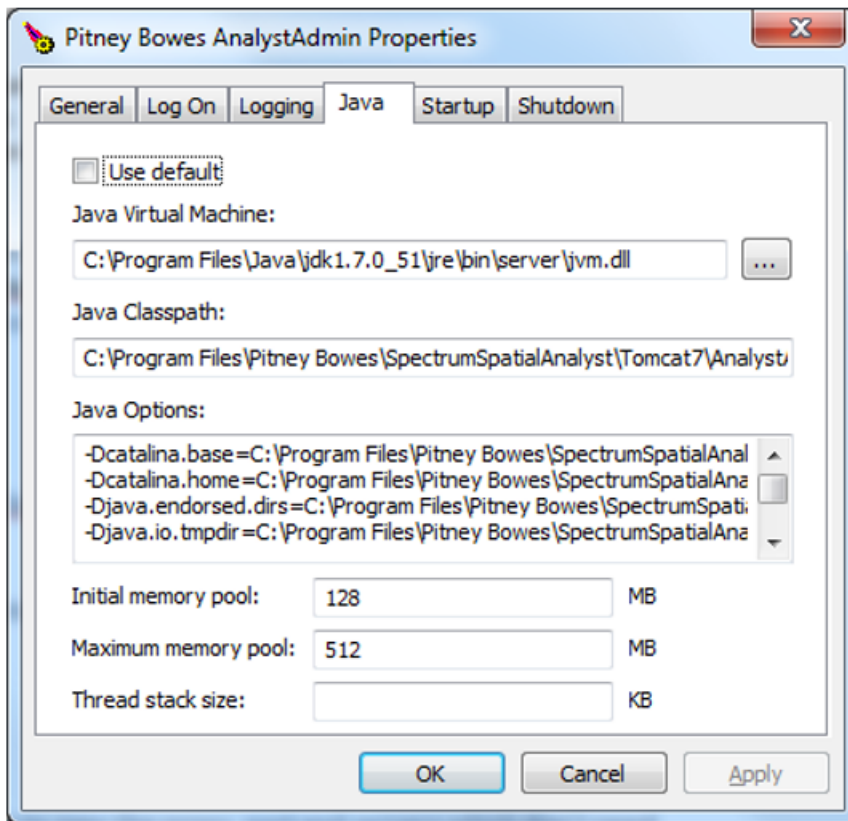 Pitney Bowes AnalystAdmin Properties
General Log On Logging Java Startup Shutdown
Use default
Java Virtual Machine:
C:\Program Files\Java\jdk1.7.0_51\jre\bin\server\jvm.dll ...
Java Classpath:
C:\Program Files\Pitney Bowes\SpectrumSpatialAnalyst\Tomcat7\Analyst
Java Options:
-Dcatalina.base=C:\Program Files\Pitney Bowes\SpectrumSpatialAnal
-Dcatalina.home=C:\Program Files\Pitney Bowes\SpectrumSpatialAna
-Djava.endorsed.dirs=C:\Program Files\Pitney Bowes\SpectrumSpati
-Djava.io.tmpdir=C:\Program Files\Pitney Bowes\SpectrumSpatialAna
Initial memory pool: 128 MB
Maximum memory pool: 512 MB
Thread stack size: KB
OK Cancel Apply